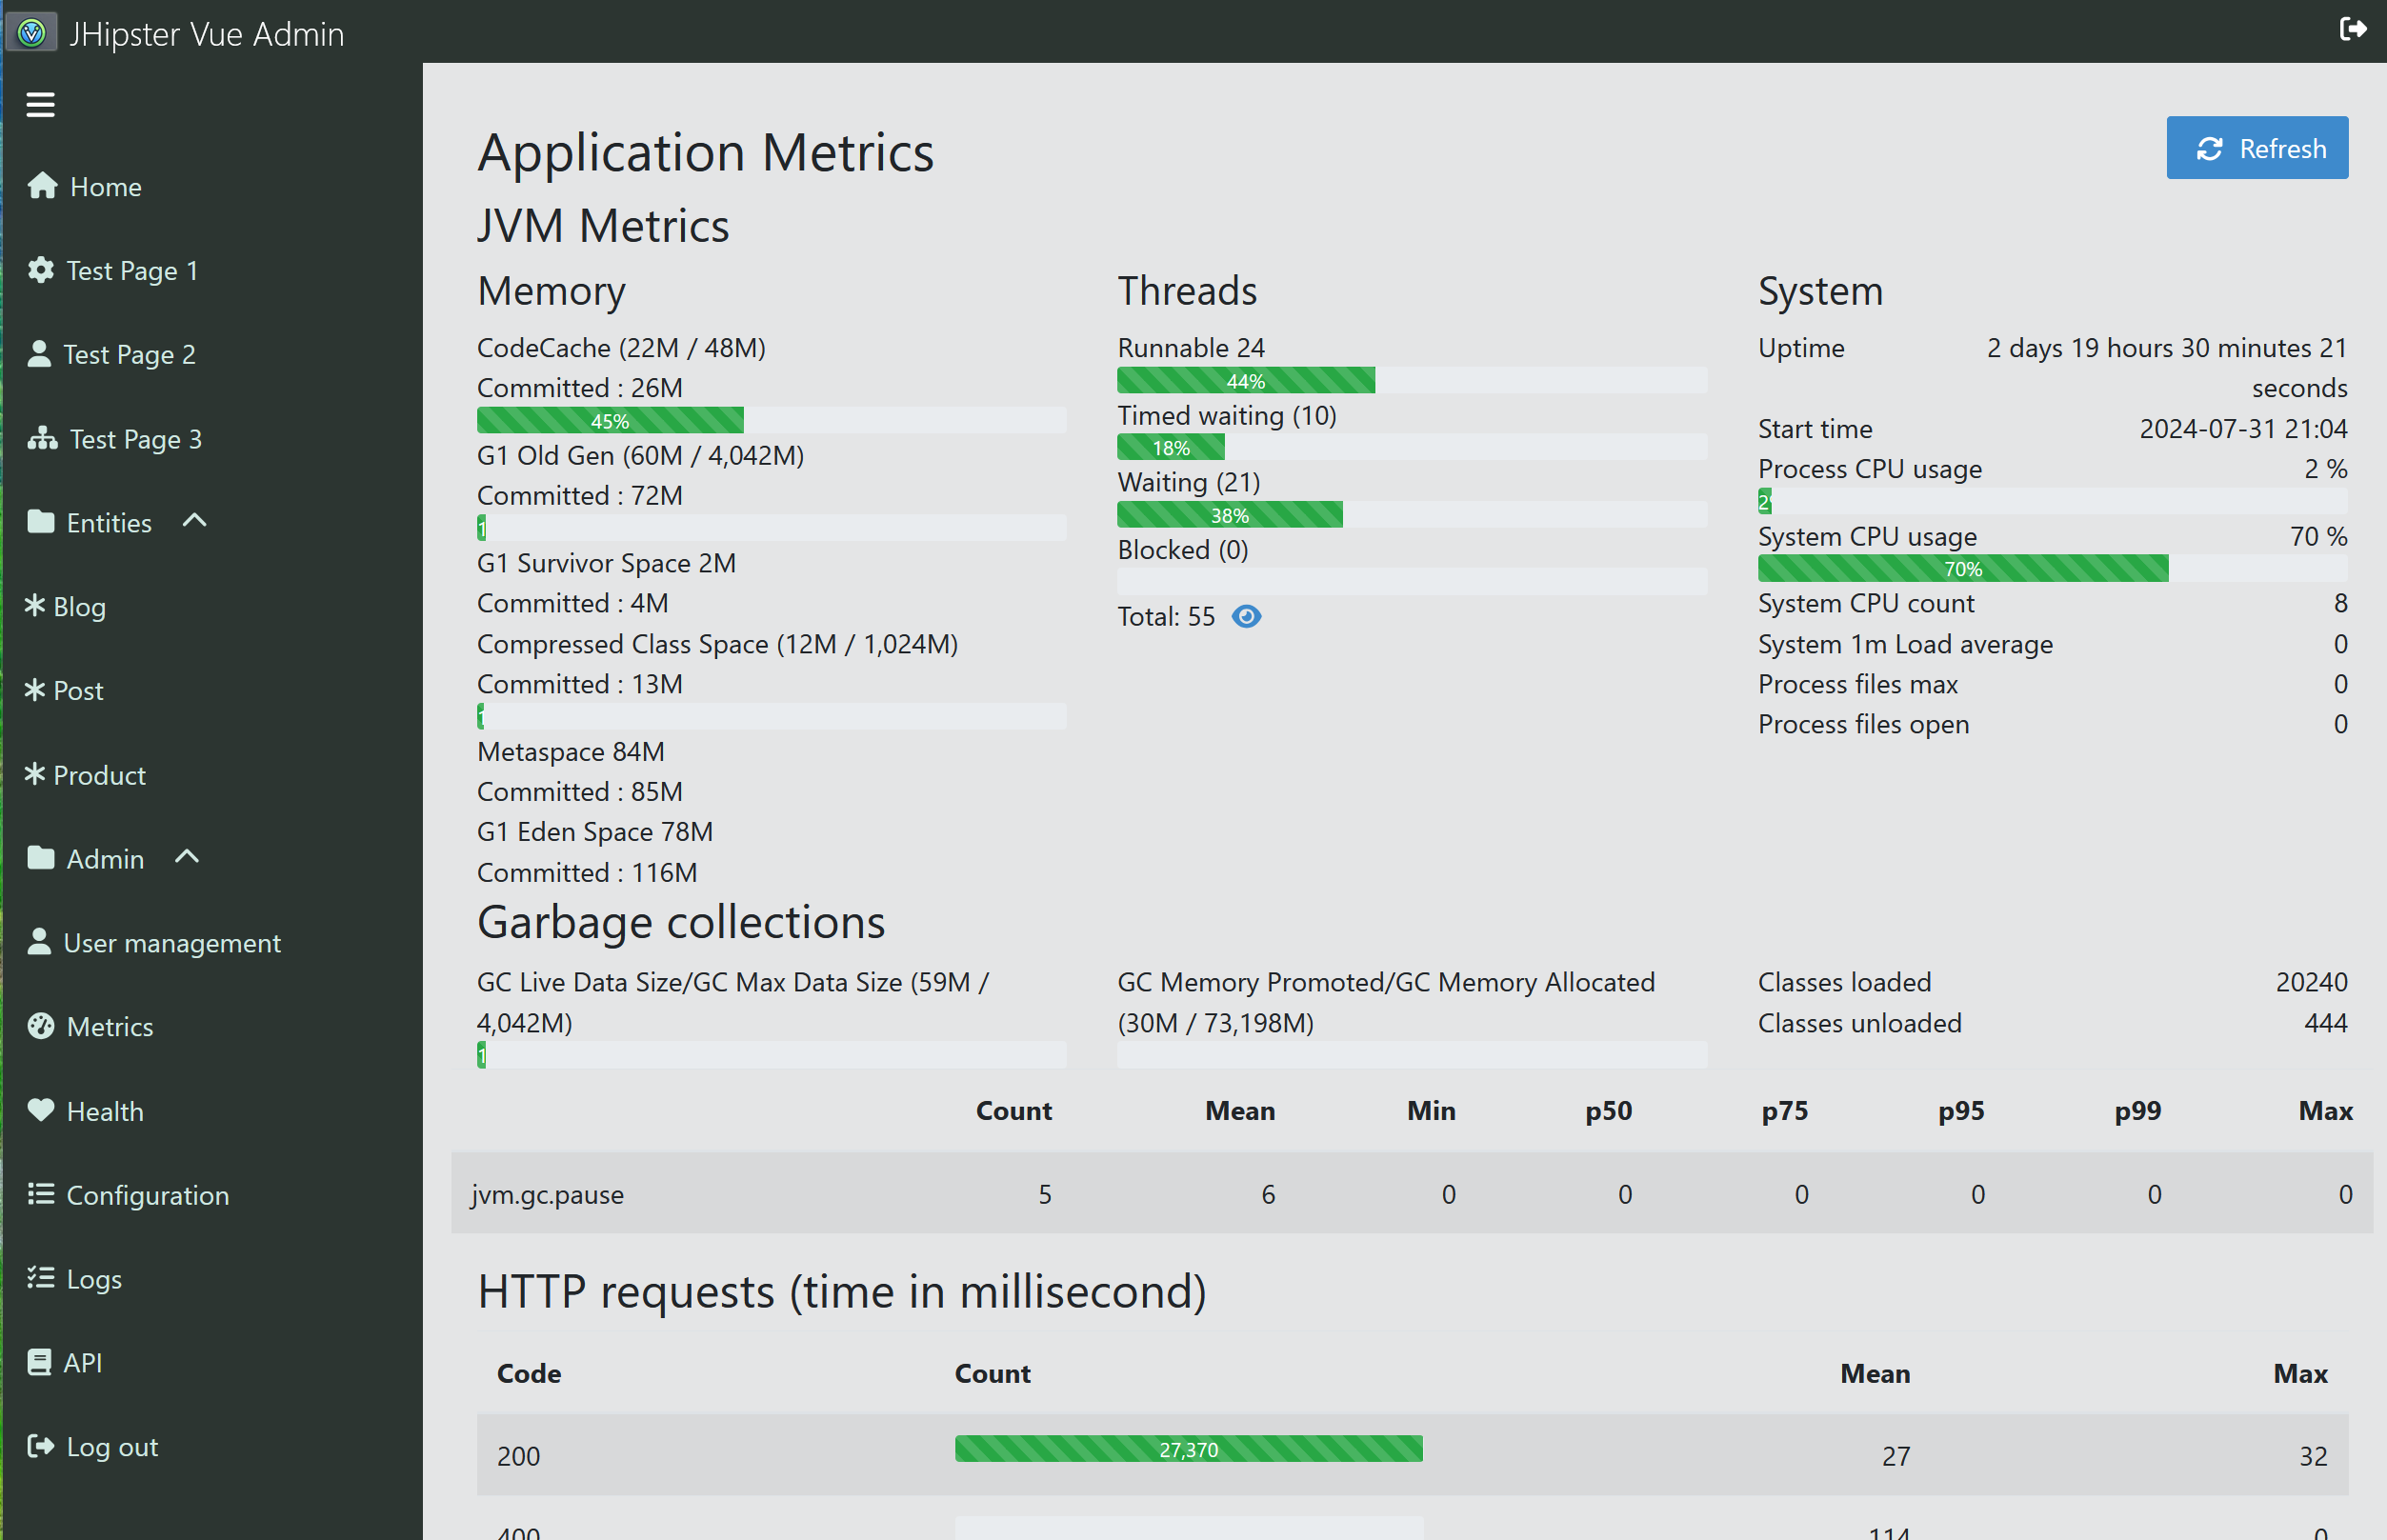 JHipster Vue Admin
Home
Test Page 1
Test Page 2
Test Page 3
Entities
Blog
Post
Product
Admin
User management
Metrics
Health
Configuration
Logs
API
Log out
Application Metrics
Refresh
JVM Metrics
Memory
CodeCache (22M / 48M)
Committed : 26M
45%
G1 Old Gen (60M / 4,042M)
Committed : 72M
1
G1 Survivor Space 2M
Committed : 4M
Compressed Class Space (12M / 1,024M)
Committed : 13M
Metaspace 84M
Committed : 85M
G1 Eden Space 78M
Committed : 116M
Threads
Runnable 24
44%
Timed waiting (10)
18%
Waiting (21)
38%
Blocked (0)
Total: 55
System
Uptime 2 days 19 hours 30 minutes 21
seconds
Start time 2024-07-31 21:04
Process CPU usage 2 %
2
System CPU usage 70 %
70%
System CPU count 8
System 1m Load average 0
Process files max 0
Process files open 0
Garbage collections
GC Live Data Size/GC Max Data Size (59M /
4,042M)
1
GC Memory Promoted/GC Memory Allocated
(30M / 73,198M)
Classes loaded 20240
Classes unloaded 444
Count Mean Min p50 p75 p95 p99 Max
jvm.gc.pause 5 6 0 0 0 0 0 0
HTTP requests (time in millisecond)
Code Count Mean Max
200 27,370 27 32
400 114 0